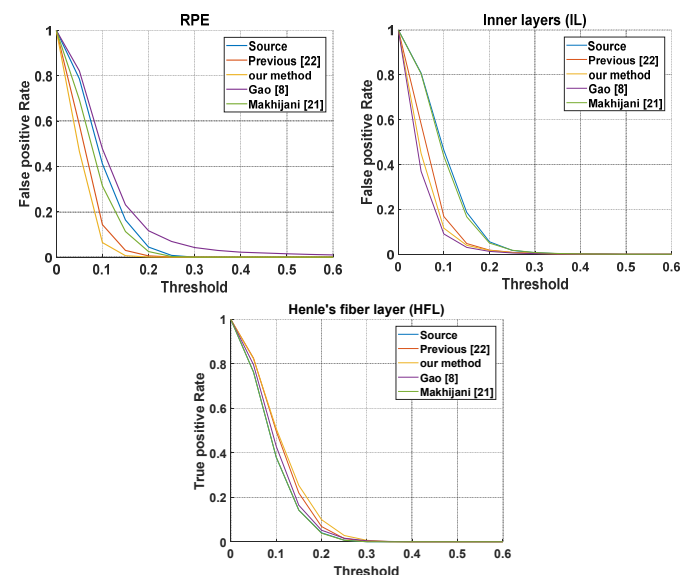 RPE
False positive Rate
1
0.8
0.6
0.4
0.2
0
0 0.1 0.2 0.3 0.4 0.5 0.6
Threshold
Source
Previous [22]
our method
Gao [8]
Makhijani [21]
Inner layers (IL)
False positive Rate
1
0.8
0.6
0.4
0.2
0
0 0.1 0.2 0.3 0.4 0.5 0.6
Threshold
Source
Previous [22]
our method
Gao [8]
Makhijani [21]
Henle's fiber layer (HFL)
True positive Rate
1
0.8
0.6
0.4
0.2
0
0 0.1 0.2 0.3 0.4 0.5 0.6
Threshold
Source
Previous [22]
our method
Gao [8]
Makhijani [21]